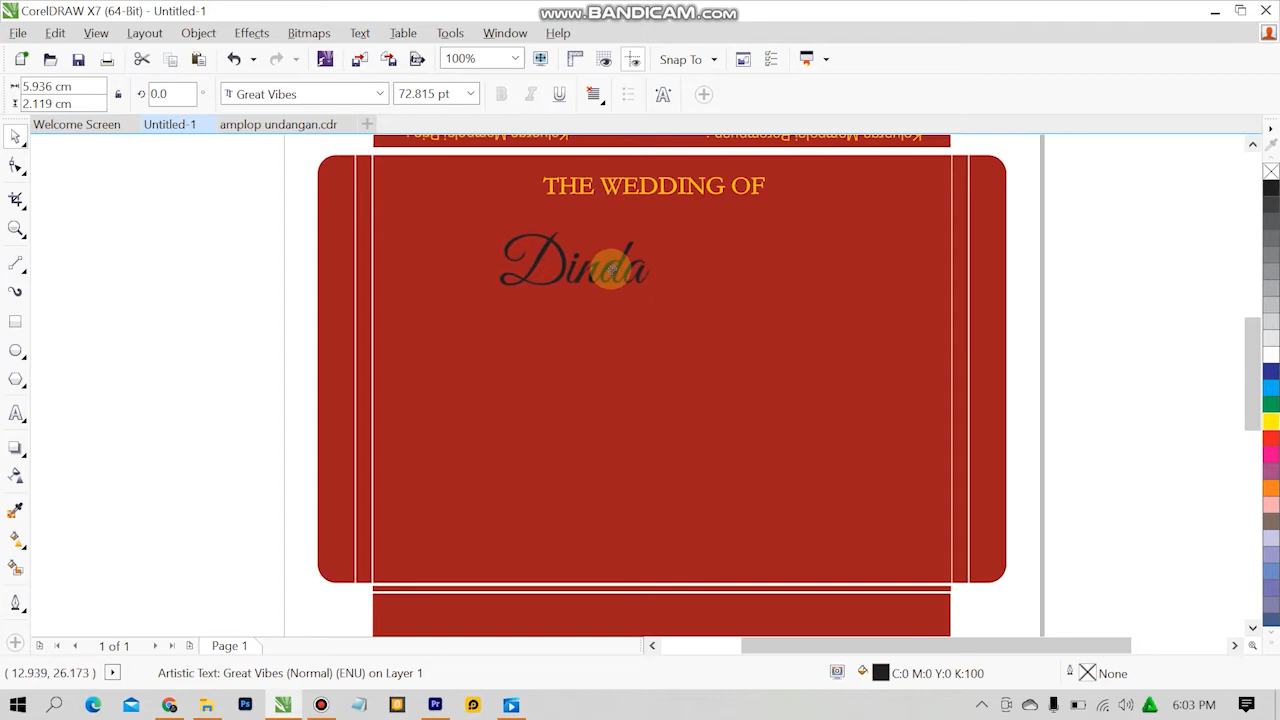 CorelDRAW X7 (64-Bit) - Untitled-1
www.BANDICAM.com
File Edit View Layout Object Effects Bitmaps Text Table Tools Window Help
100% Snap To
5.936 cm
2.119 cm
0.0 ° Great Vibes 72.815 pt
Welcome Screen Untitled-1 amplop undangan.cdr
THE WEDDING OF
Dinda
1 of 1 Page 1
( 12.939, 26.173 ) Artistic Text: Great Vibes (Normal) (ENU) on Layer 1 C:0 M:0 Y:0 K:100 None
6:03 PM